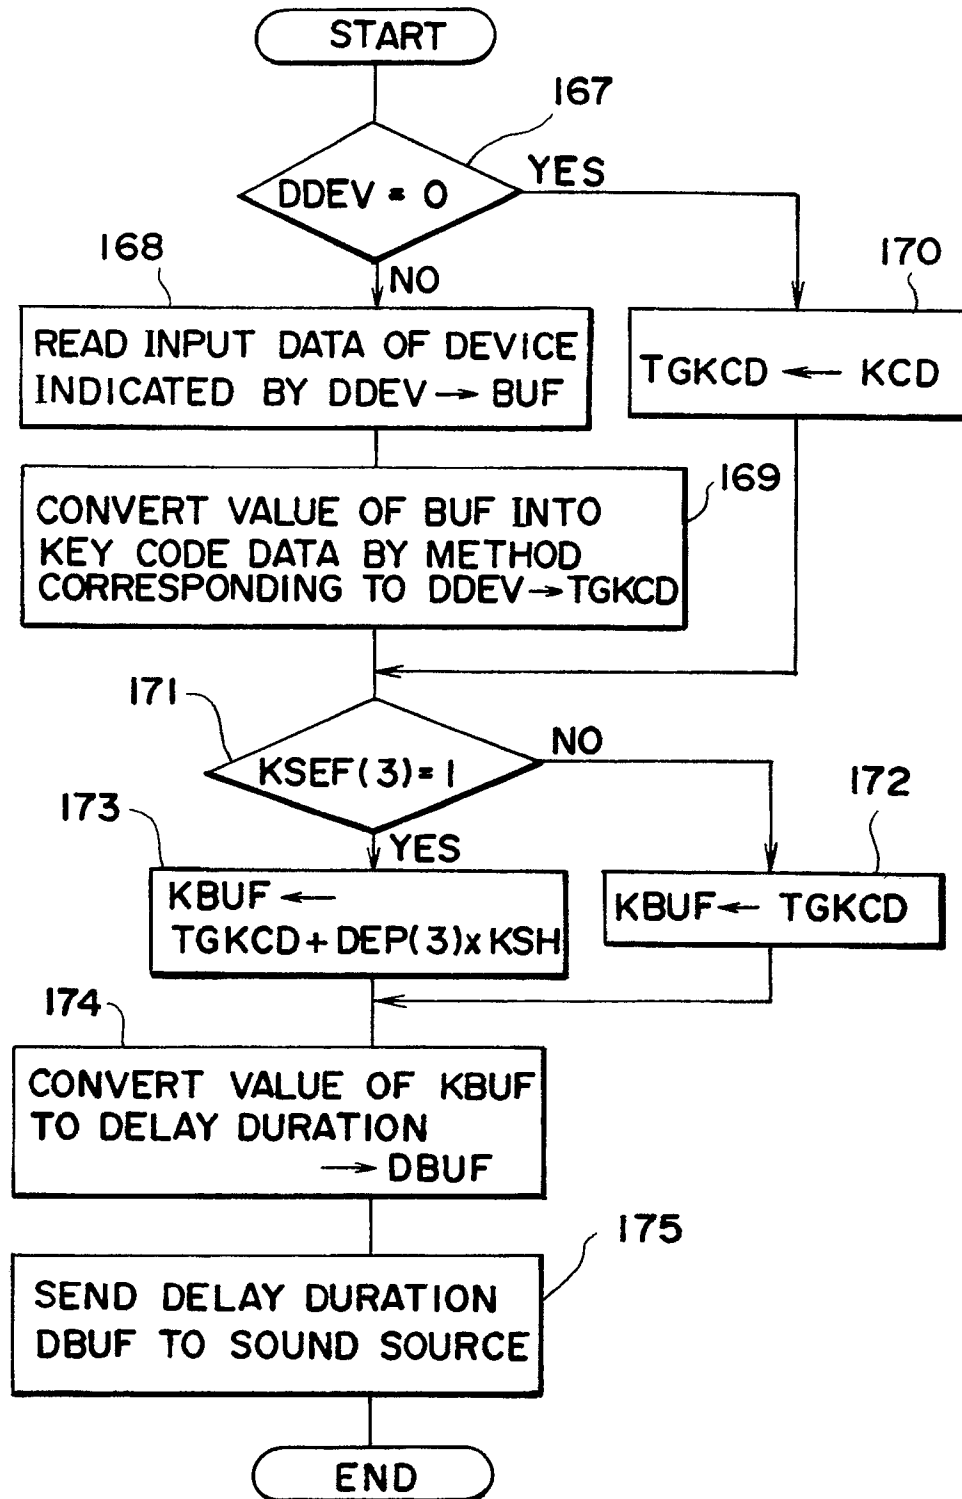 START
167
DDEV = 0
YES
168
NO
170
READ INPUT DATA OF DEVICE
INDICATED BY DDEV → BUF
TGKCD ← KCD
169
CONVERT VALUE OF BUF INTO
KEY CODE DATA BY METHOD
CORRESPONDING TO DDEV → TGKCD
171
KSEF(3) = 1
NO
173
YES
172
KBUF ←
TGKCD + DEP(3) x KSH
KBUF ← TGKCD
174
CONVERT VALUE OF KBUF
TO DELAY DURATION
→ DBUF
175
SEND DELAY DURATION
DBUF TO SOUND SOURCE
END